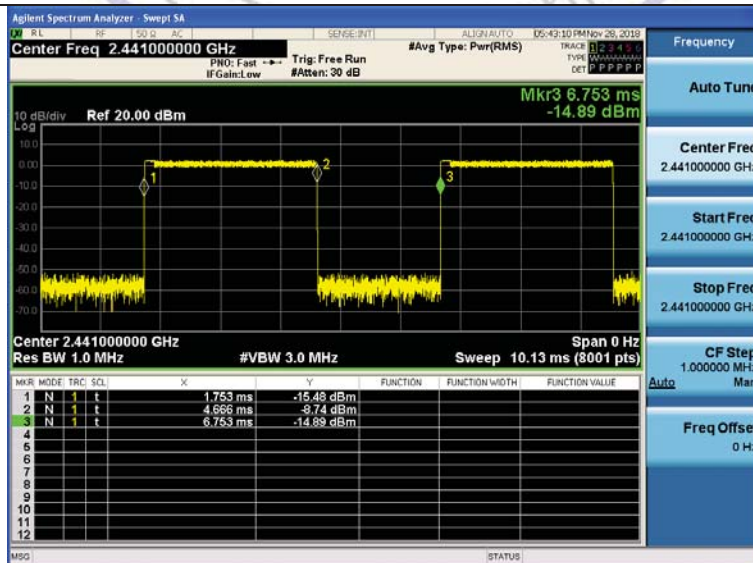 Agilent Spectrum Analyzer - Swept SA
RL RF 50 Ω AC SENSE:INT ALIGN AUTO 05:43:10 PM Nov 28, 2018
Center Freq 2.441000000 GHz #Avg Type: Pwr(RMS) TRACE 1 2 3 4 5 6
PNO: Fast Trig: Free Run TYPE
IFGain:Low #Atten: 30 dB DET P P P P P P
Mkr3 6.753 ms
10 dB/div Ref 20.00 dBm -14.89 dBm
Log
10.0
0.00
-10.0
-20.0
-30.0
-40.0
-50.0
-60.0
-70.0
1
2
3
Center 2.441000000 GHz Span 0 Hz
Res BW 1.0 MHz #VBW 3.0 MHz Sweep 10.13 ms (8001 pts)
MKR MODE TRC SCL X Y FUNCTION FUNCTION WIDTH FUNCTION VALUE
1 N 1 t 1.753 ms -15.48 dBm
2 N 1 t 4.666 ms -8.74 dBm
3 N 1 t 6.753 ms -14.89 dBm
4
5
6
7
8
9
10
11
12
MSG STATUS
Frequency
Auto Tune
Center Freq
2.441000000 GHz
Start Freq
2.441000000 GHz
Stop Freq
2.441000000 GHz
CF Step
1.000000 MHz
Auto Man
Freq Offset
0 Hz